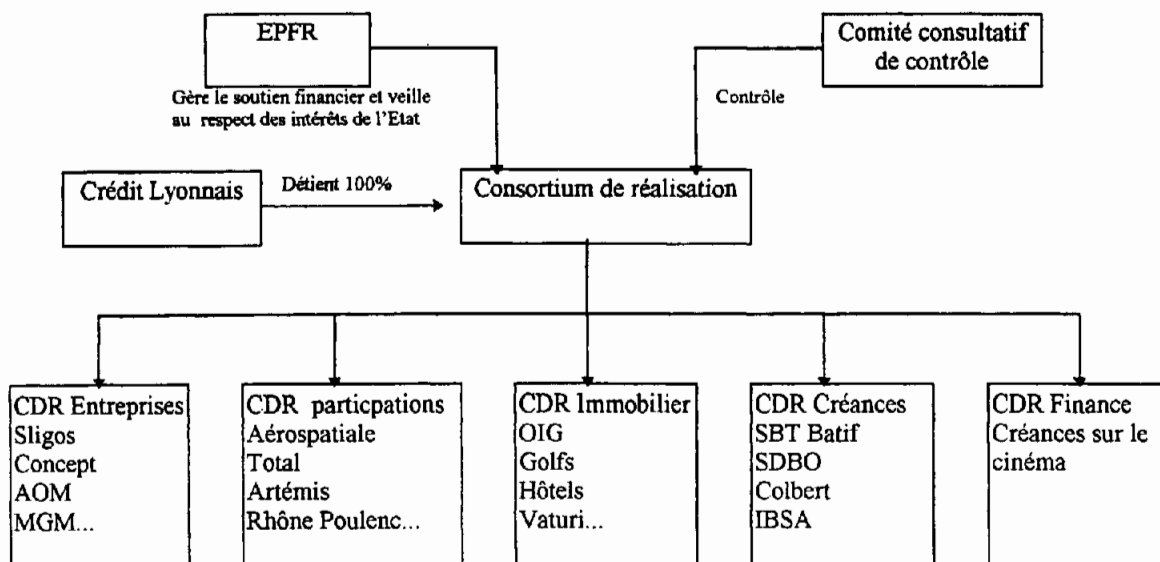 EPFR
Comité consultatif
de contrôle
Gère le soutien financier et veille
au respect des intérêts de l'Etat
Contrôle
Crédit Lyonnais
Détient 100%
Consortium de réalisation
CDR Entreprises
Sligos
Concept
AOM
MGM...
CDR particpations
Aérospatiale
Total
Artémis
Rhône Poulenc...
CDR Immobilier
OIG
Golfs
Hôtels
Vaturi...
CDR Créances
SBT Batif
SDBO
Colbert
IBSA
CDR Finance
Créances sur le
cinéma